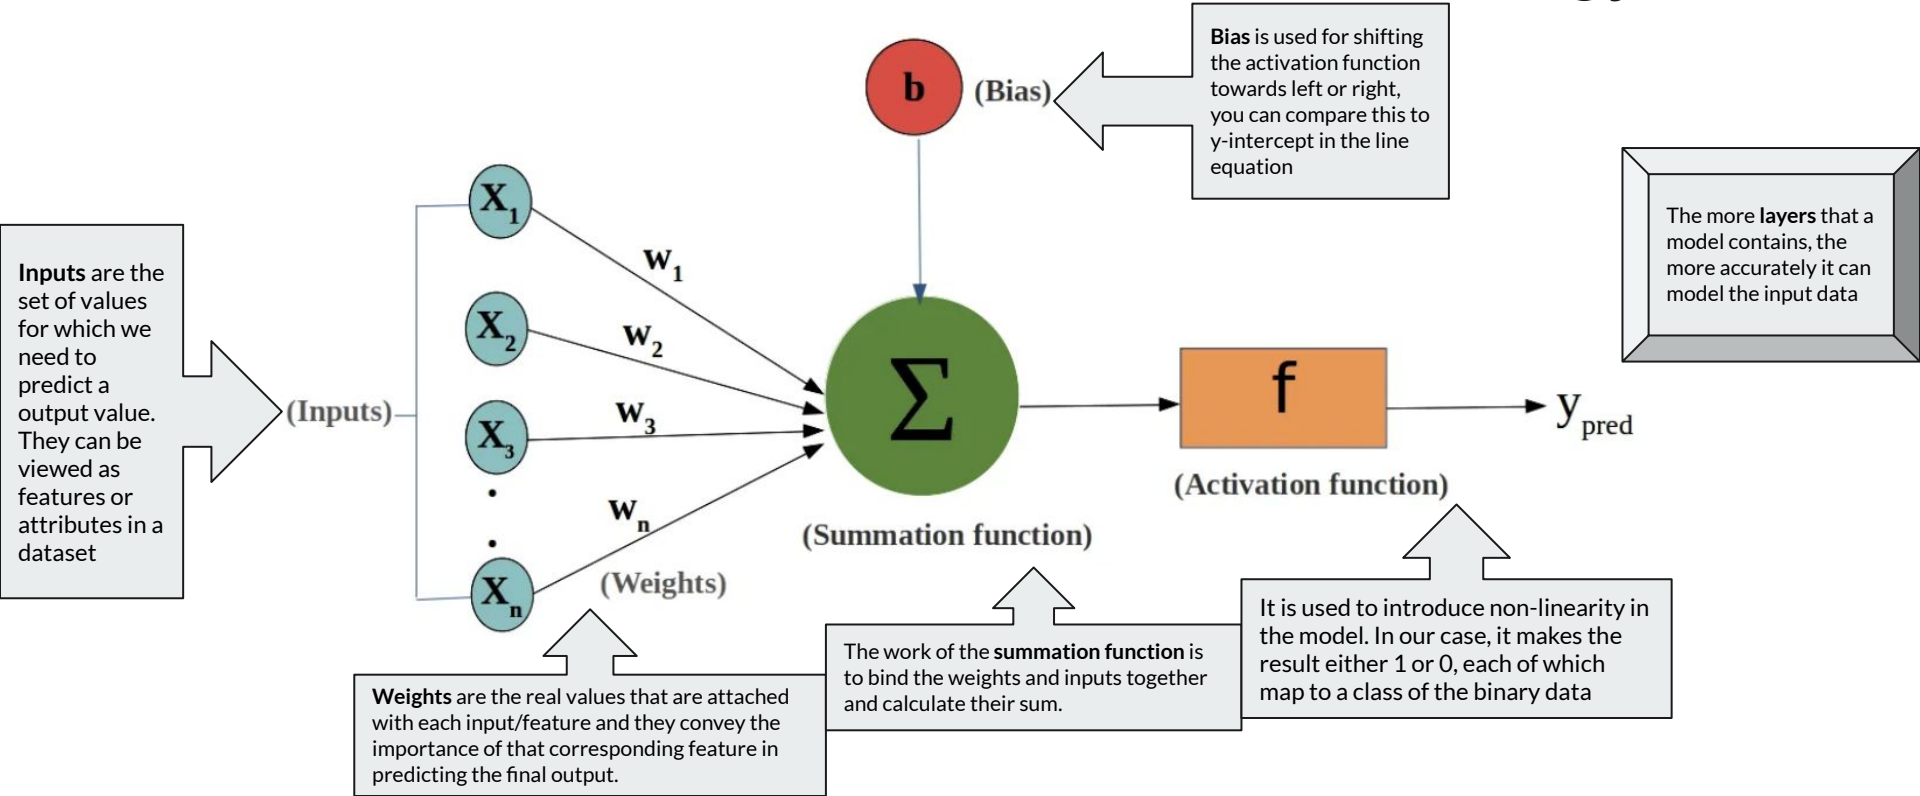 Bias is used for shifting
the activation function
towards left or right,
you can compare this to
y-intercept in the line
equation
b
(Bias)
The more layers that a
model contains, the
more accurately it can
model the input data
Inputs are the
set of values
for which we
need to
predict a
output value.
They can be
viewed as
features or
attributes in a
dataset
(Inputs)
X1
X2
X3
Xn
w1
w2
w3
wn
(Weights)
Σ
(Summation function)
f
(Activation function)
ypred
Weights are the real values that are attached
with each input/feature and they convey the
importance of that corresponding feature in
predicting the final output.
The work of the summation function is
to bind the weights and inputs together
and calculate their sum.
It is used to introduce non-linearity in
the model. In our case, it makes the
result either 1 or 0, each of which
map to a class of the binary data